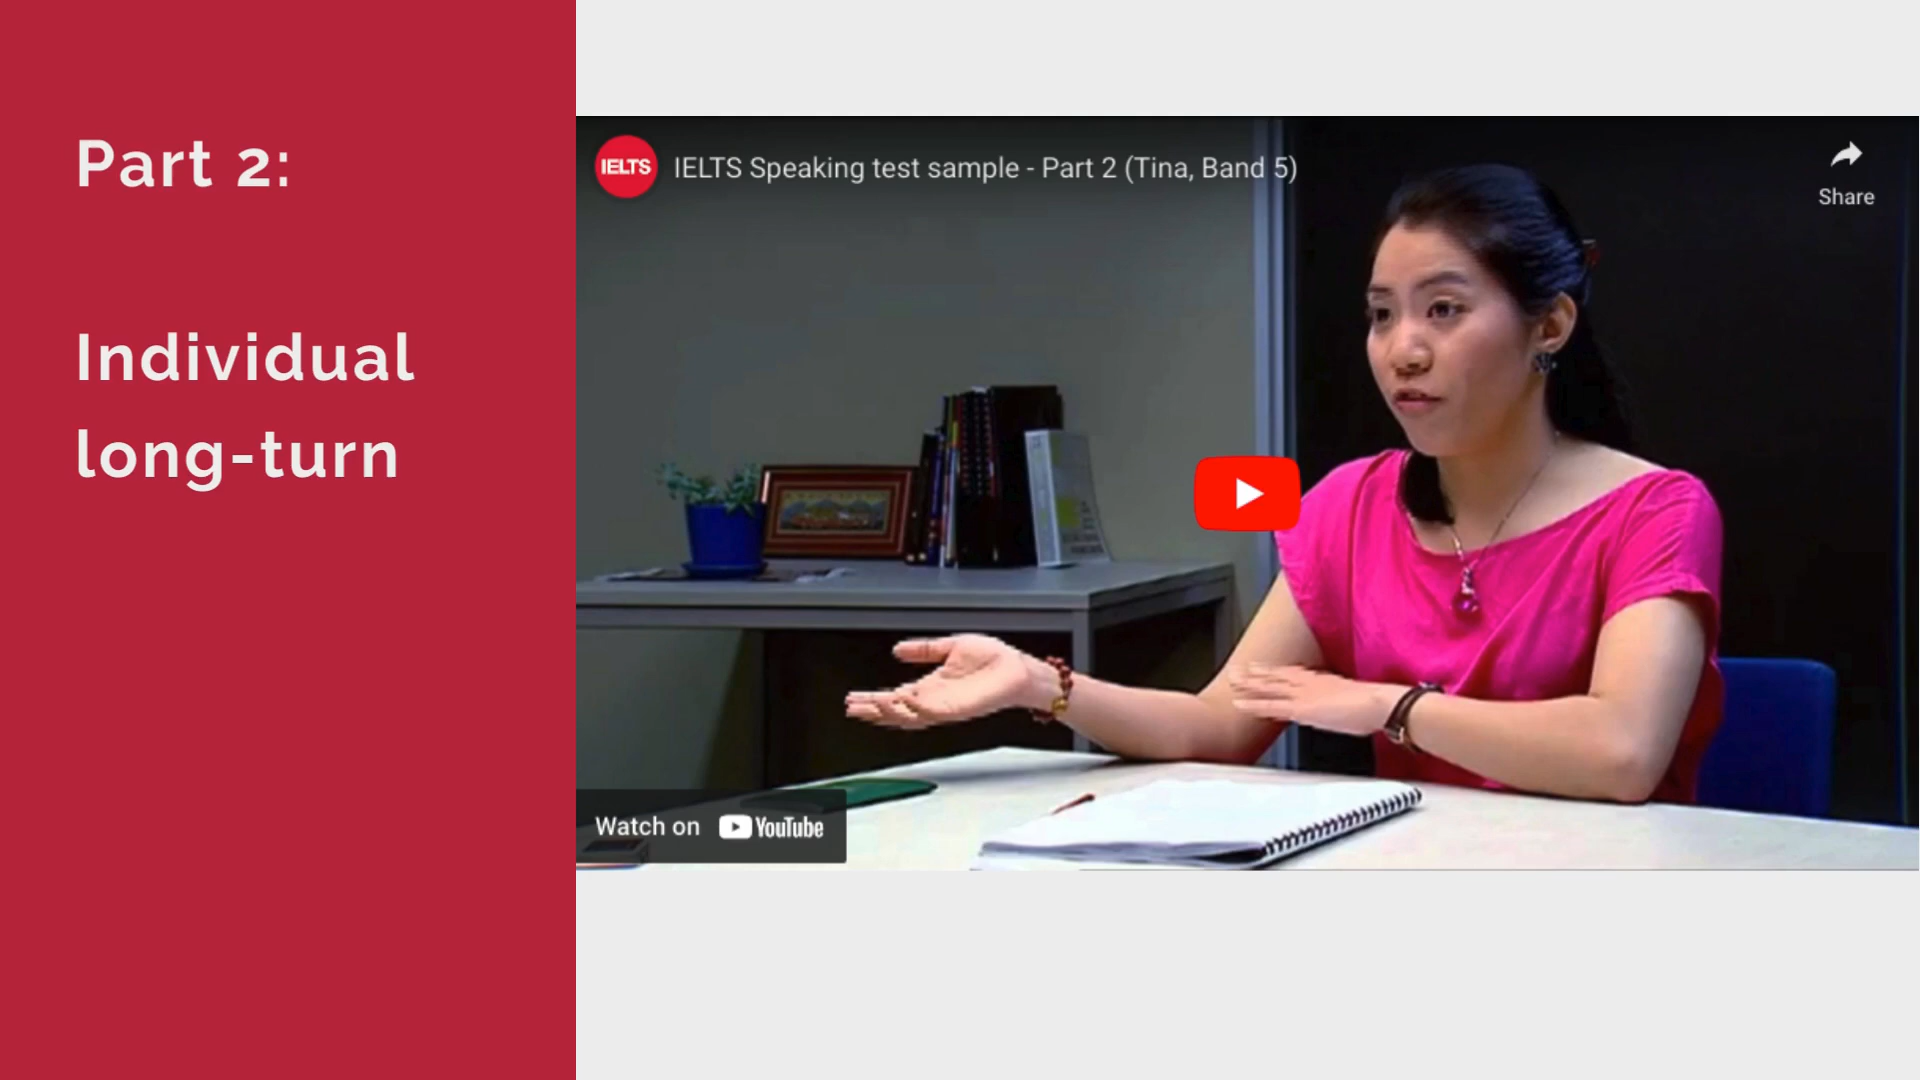 Part 2:
Individual
long-turn
IELTS
IELTS Speaking test sample - Part 2 (Tina, Band 5)
Share
Watch on YouTube